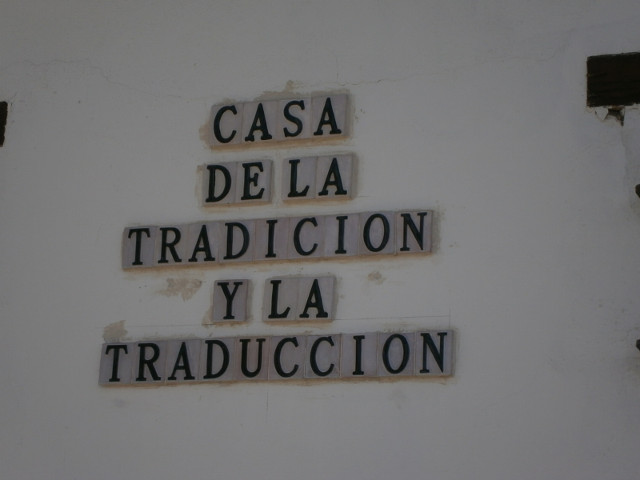 CASA
DE LA
TRADICION
Y LA
TRADUCCION